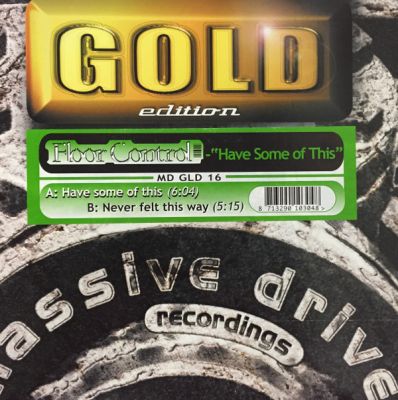 GOLD
edition
Floor Control - "Have Some of This"
MD GLD 16
A: Have some of this (6:04)
B: Never felt this way (5:15)
8 713290 103048 >
massive drive
recordings